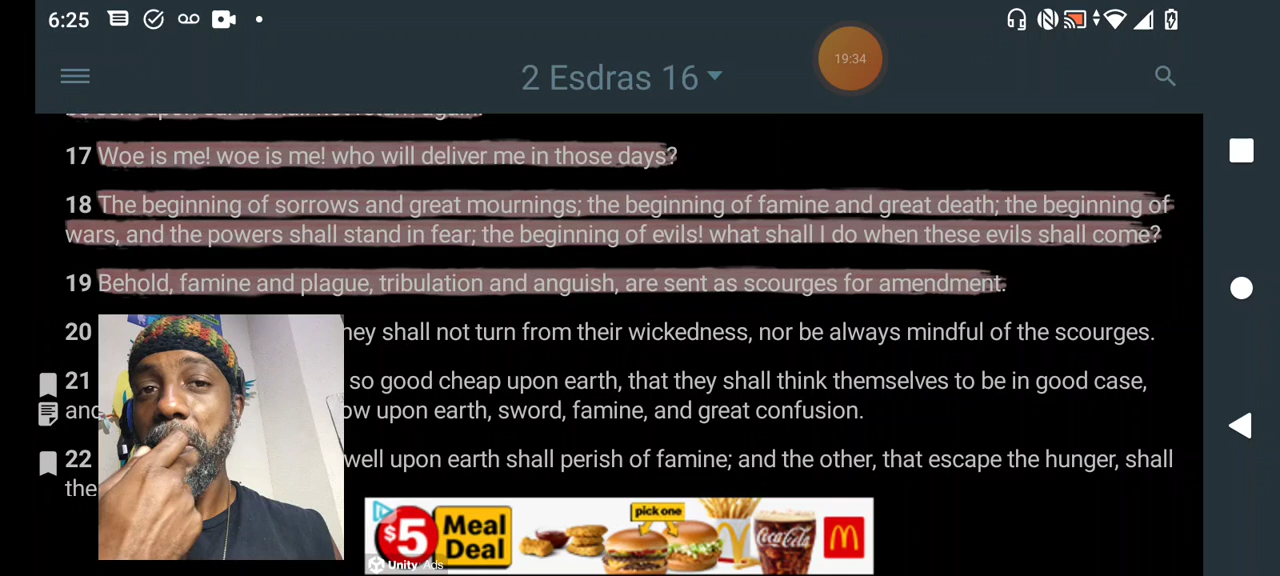 6:25
19:34
2 Esdras 16
17 Woe is me! woe is me! who will deliver me in those days?
18 The beginning of sorrows and great mournings; the beginning of famine and great death; the beginning of
wars, and the powers shall stand in fear; the beginning of evils! what shall I do when these evils shall come?
19 Behold, famine and plague, tribulation and anguish, are sent as scourges for amendment.
20 hey shall not turn from their wickedness, nor be always mindful of the scourges.
21 so good cheap upon earth, that they shall think themselves to be in good case,
and ow upon earth, sword, famine, and great confusion.
22 well upon earth shall perish of famine; and the other, that escape the hunger, shall
the
$5 Meal
Deal
pick one
Coca-Cola
Unity Ads